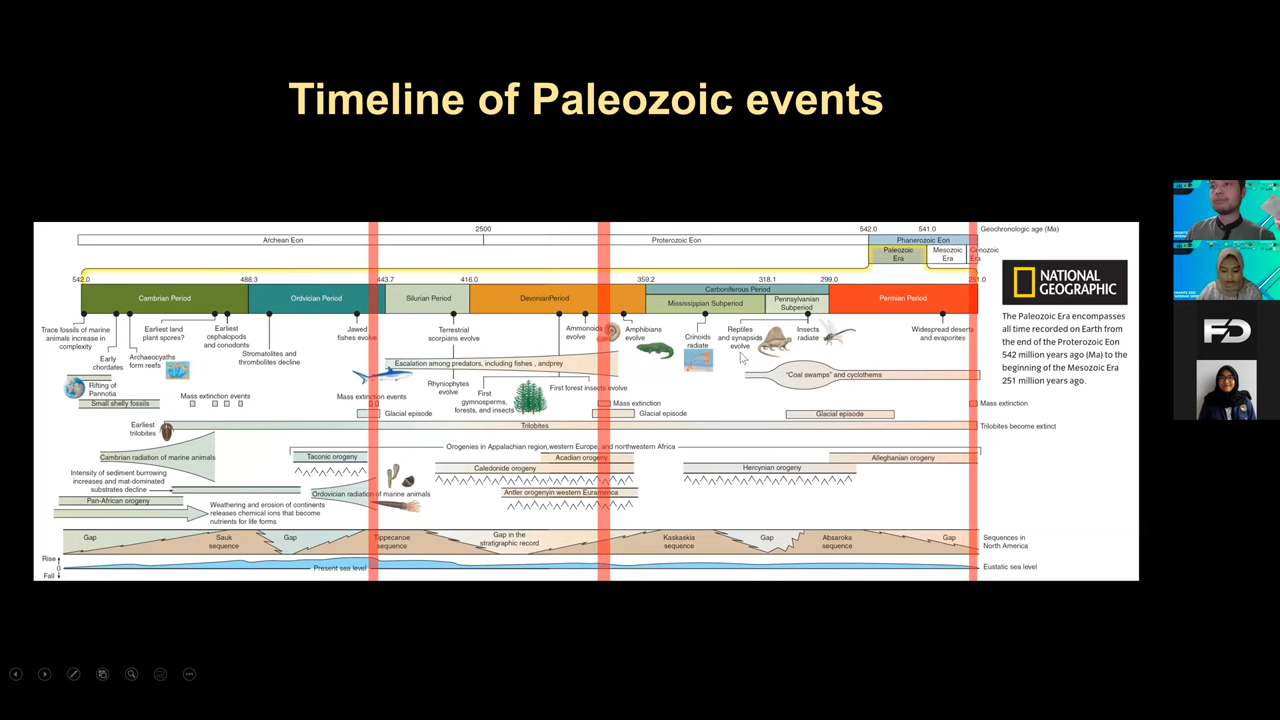 Timeline of Paleozoic events
2500
542.0
541.0
Geochronologic age (Ma)
Archean Eon
Proterozoic Eon
Phanerozoic Eon
Paleozoic
Era
Mesozoic
Era
Cenozoic
Era
542.0
488.3
443.7
416.0
359.2
318.1
299.0
251.0
Cambrian Period
Ordvician Period
Silurian Period
DevonianPeriod
Carboniferous Period
Mississippian Subperiod
Pennsylvanian
Subperiod
Permian Period
NATIONAL
GEOGRAPHIC
The Paleozoic Era encompasses
all time recorded on Earth from
the end of the Proterozoic Eon
542 million years ago (Ma) to the
beginning of the Mesozoic Era
251 million years ago.
Trace fossils of marine
animals increase in
complexity
Early
chordates
Archaeocyaths
form reefs
Earliest land
plant spores?
Earliest
cephalopods
and conodonts
Stromatolites and
thrombolites decline
Jawed
fishes evolve
Terrestrial
scorpians evolve
Ammonoids
evolve
Amphibians
evolve
Crinoids
radiate
Reptiles
and synapsids
evolve
Insects
radiate
Widespread deserts
and evaporites
Escalation among predators, including fishes , andprey
Rhyniophytes
evolve
First
gymnosperms,
forests, and insects
First forest insects evolve
"Coal swamps" and cyclothems
Rifting of
Pannotia
Small shelly fossils
Mass extinction events
Mass extinction events
Mass extinction
Mass extinction
Glacial episode
Glacial episode
Glacial episode
Earliest
trilobites
Trilobites
Trilobites become extinct
Cambrian radiation of marine animals
Orogenies in Appalachian region,western Europe, and northwestern Africa
Taconic orogeny
Acadian orogeny
Caledonide orogeny
Alleghanian orogeny
Hercynian orogeny
Intensity of sediment burrowing
increases and mat-dominated
substrates decline
Ordovician radiation of marine animals
Antler orogenyin western Euramerica
Pan-African orogeny
Weathering and erosion of continents
releases chemical ions that become
nutrients for life forms
Gap
Sauk
sequence
Gap
Tippecanoe
sequence
Gap in the
stratigraphic record
Kaskaskia
sequence
Gap
Absaroka
sequence
Gap
Sequences in
North America
Rise
0
Fall
Present sea level
Eustatic sea level
FD